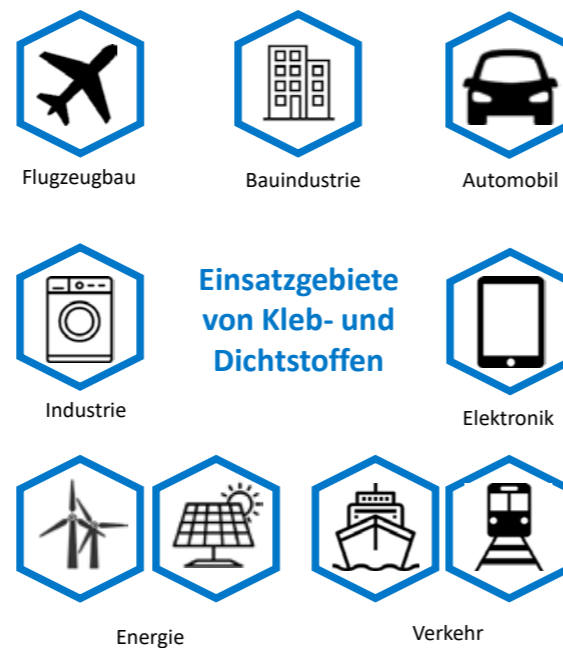 Flugzeugbau
Bauindustrie
Automobil
Einsatzgebiete
von Kleb- und
Dichtstoffen
Industrie
Elektronik
Energie
Verkehr